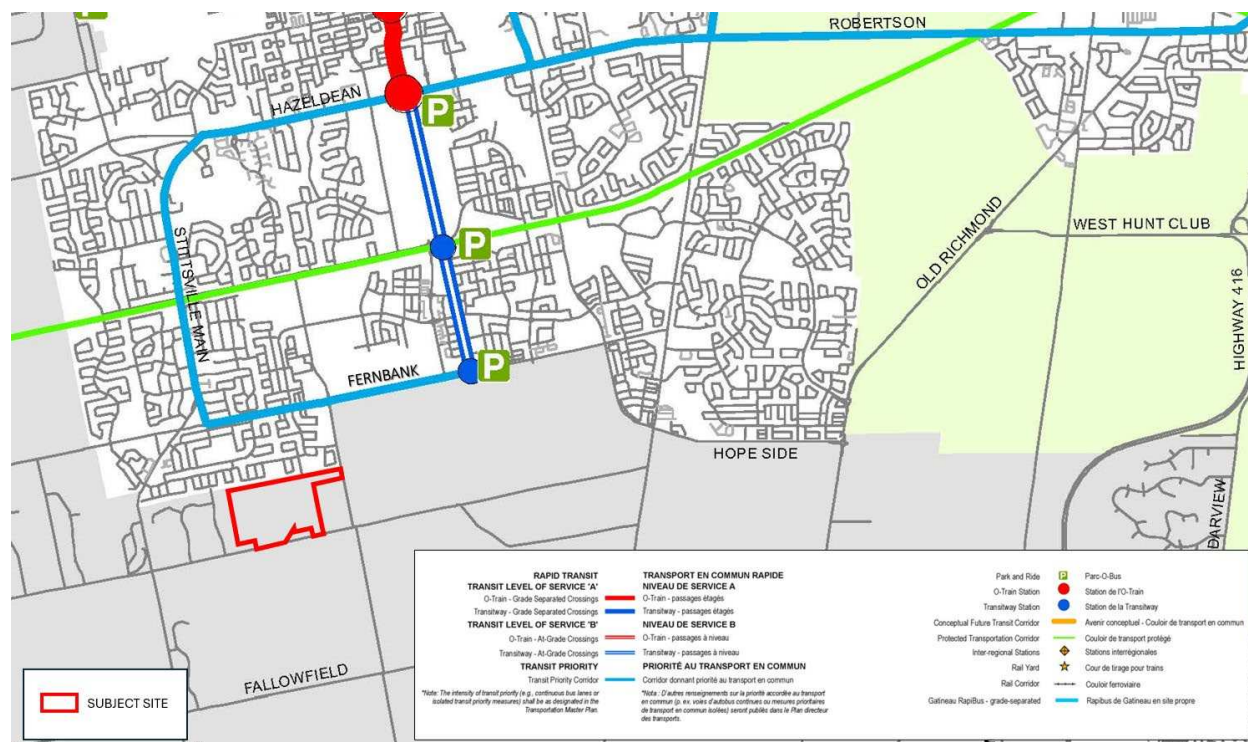 ROBERTSON
HAZELDEAN
P
P
P
STITTSVILLE MAIN
FERNBANK
OLD RICHMOND
WEST HUNT CLUB
HIGHWAY 416
HOPE SIDE
DARVIEW
FALLOWFIELD
SUBJECT SITE
RAPID TRANSIT
TRANSIT LEVEL OF SERVICE 'A'
O-Train - Grade Separated Crossings
Transitway - Grade Separated Crossings
TRANSIT LEVEL OF SERVICE 'B'
O-Train - At-Grade Crossings
Transitway - At-Grade Crossings
TRANSIT PRIORITY
Transit Priority Corridor
*Note: The intensity of transit priority (e.g., continuous bus lanes or
isolated transit priority measures) shall be as designated in the
Transportation Master Plan.
TRANSPORT EN COMMUN RAPIDE
NIVEAU DE SERVICE A
O-Train - passages étagés
Transitway - passages étagés
NIVEAU DE SERVICE B
O-Train - passages à niveau
Transitway - passages à niveau
PRIORITÉ AU TRANSPORT EN COMMUN
Corridor donnant priorité au transport en commun
*Nota : D'autres renseignements sur la priorité accordée au transport
en commun (p. ex. voies d'autobus continues ou mesures prioritaires
de transport en commun isolées) seront publiés dans le Plan directeur
des transports.
Park and Ride P Parc-O-Bus
O-Train Station Station de l'O-Train
Transitway Station Station de la Transitway
Conceptual Future Transit Corridor Avenir conceptuel - Couloir de transport en commun
Protected Transportation Corridor Couloir de transport protégé
Inter-regional Stations Stations interrégionales
Rail Yard Cour de tirage pour trains
Rail Corridor Couloir ferroviaire
Gatineau RapiBus - grade-separated Rapibus de Gatineau en site propre